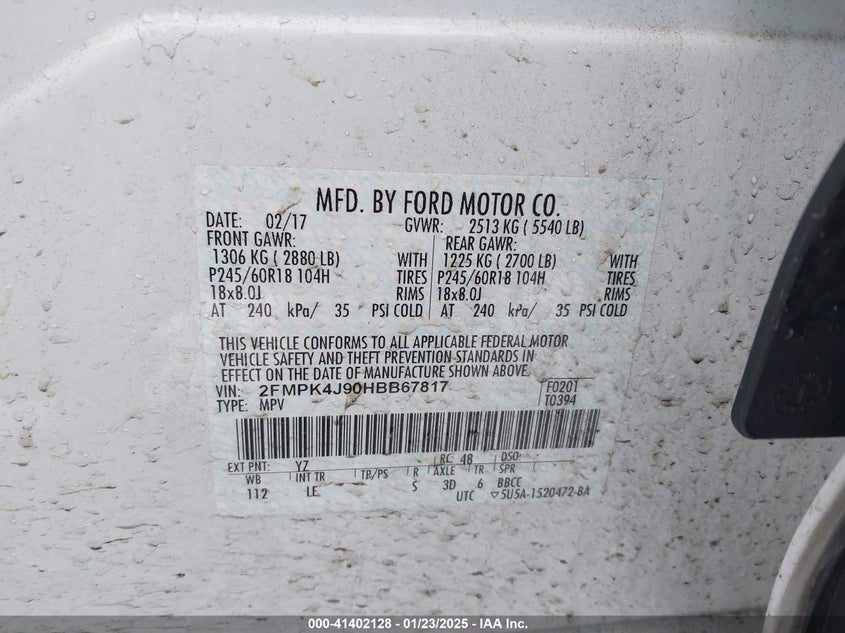 MFD. BY FORD MOTOR CO.
DATE: 02/17 GVWR: 2513 KG ( 5540 LB)
FRONT GAWR: REAR GAWR:
1306 KG ( 2880 LB) WITH 1225 KG ( 2700 LB) WITH
P245/60R18 104H TIRES P245/60R18 104H TIRES
18x8.0J RIMS 18x8.0J RIMS
AT 240 kPa/ 35 PSI COLD AT 240 kPa/ 35 PSI COLD
THIS VEHICLE CONFORMS TO ALL APPLICABLE FEDERAL MOTOR
VEHICLE SAFETY AND THEFT PREVENTION STANDARDS IN
EFFECT ON THE DATE OF MANUFACTURE SHOWN ABOVE.
VIN: 2FMPK4J90HBB67817 F0201
TYPE: MPV T0394
EXT PNT: YZ RC: 48 DSO:
WB INT TR TP/PS R AXLE TR SPR
112 LE S 3D 6 BBCC
UTC ▽5U5A-1520472-BA
000-41402128 - 01/23/2025 - IAA Inc.